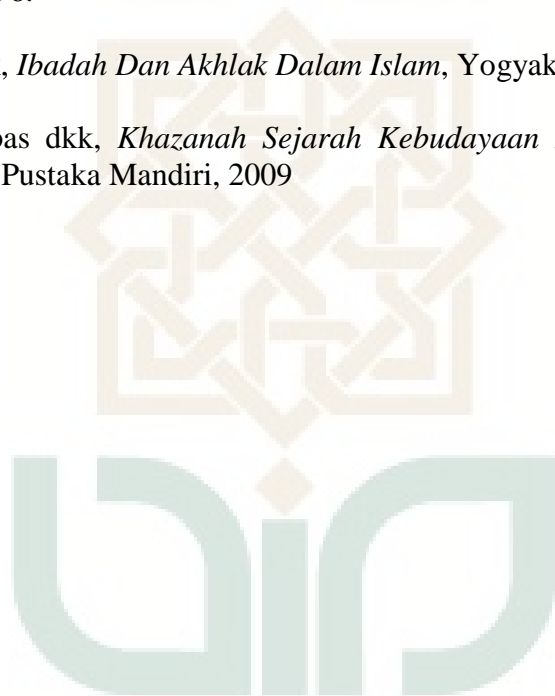 , Ibadah Dan Akhlak Dalam Islam, Yogyak
as dkk, Khazanah Sejarah Kebudayaan
Pustaka Mandiri, 2009